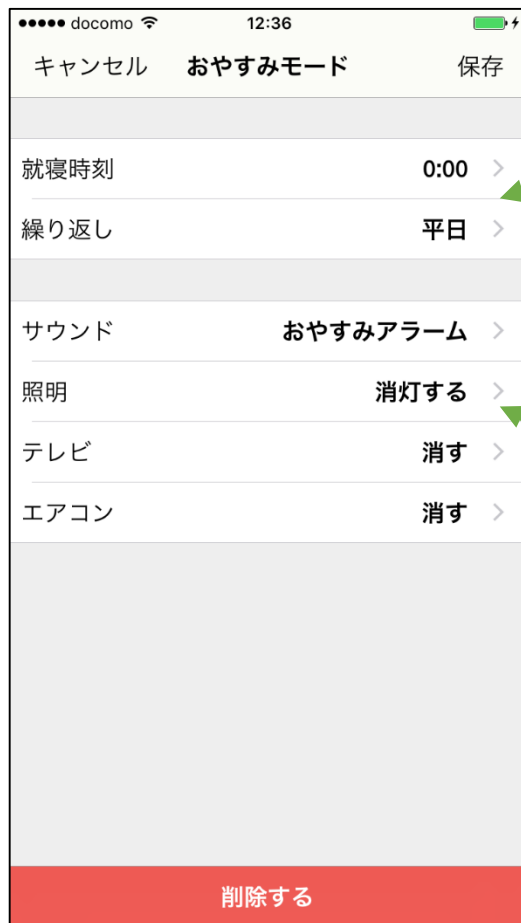 docomo 12:36
キャンセル おやすみモード 保存
就寝時刻 0:00
繰り返し 平日
サウンド おやすみアラーム
照明 消灯する
テレビ 消す
エアコン 消す
削除する